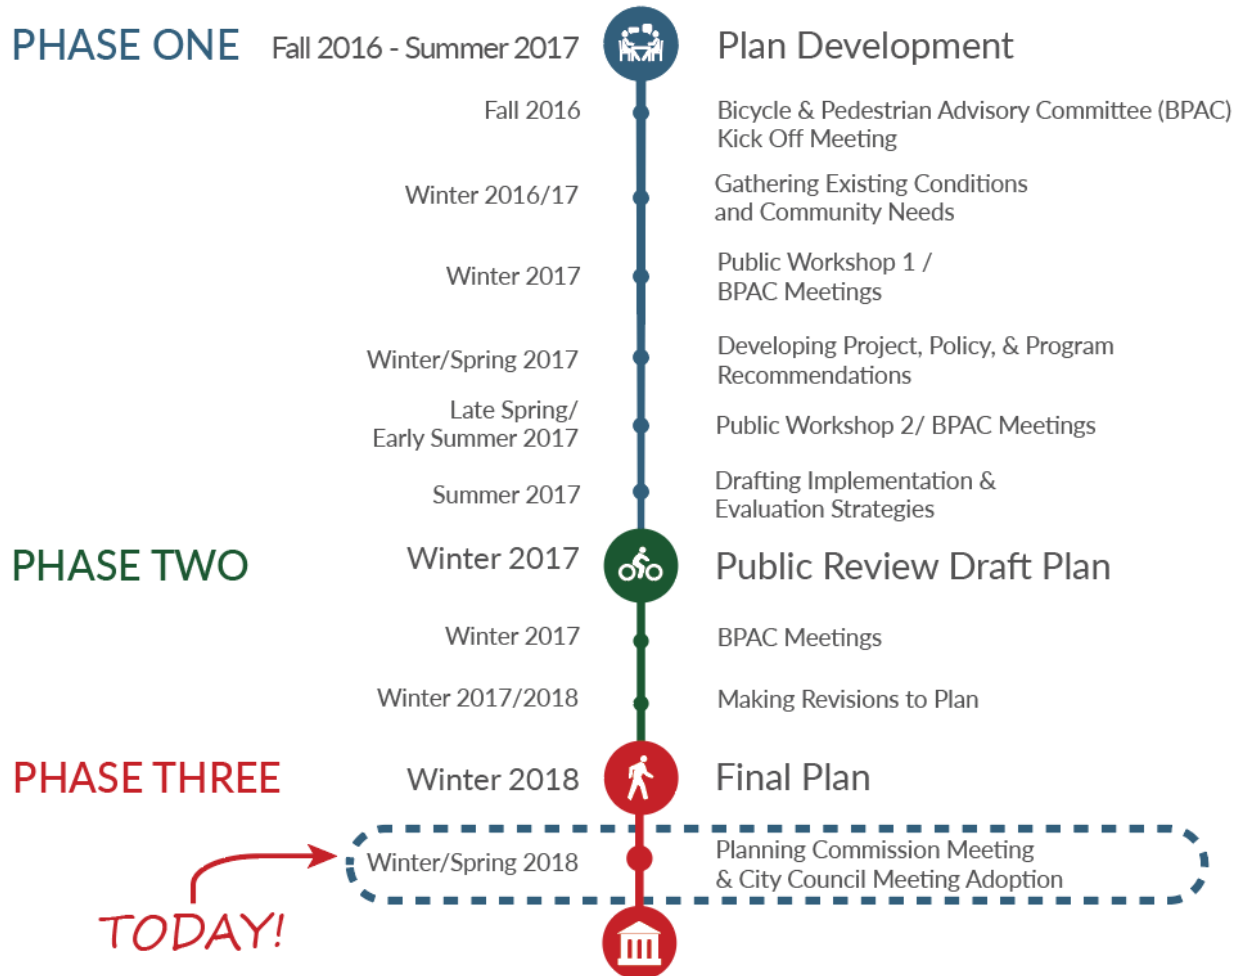 PHASE ONE Fall 2016 - Summer 2017 Plan Development
Fall 2016 Bicycle & Pedestrian Advisory Committee (BPAC)
Kick Off Meeting
Winter 2016/17 Gathering Existing Conditions
and Community Needs
Winter 2017 Public Workshop 1 /
BPAC Meetings
Winter/Spring 2017 Developing Project, Policy, & Program
Recommendations
Late Spring/
Early Summer 2017 Public Workshop 2/ BPAC Meetings
Summer 2017 Drafting Implementation &
Evaluation Strategies
PHASE TWO Winter 2017 Public Review Draft Plan
Winter 2017 BPAC Meetings
Winter 2017/2018 Making Revisions to Plan
PHASE THREE Winter 2018 Final Plan
Winter/Spring 2018 Planning Commission Meeting
& City Council Meeting Adoption
TODAY!